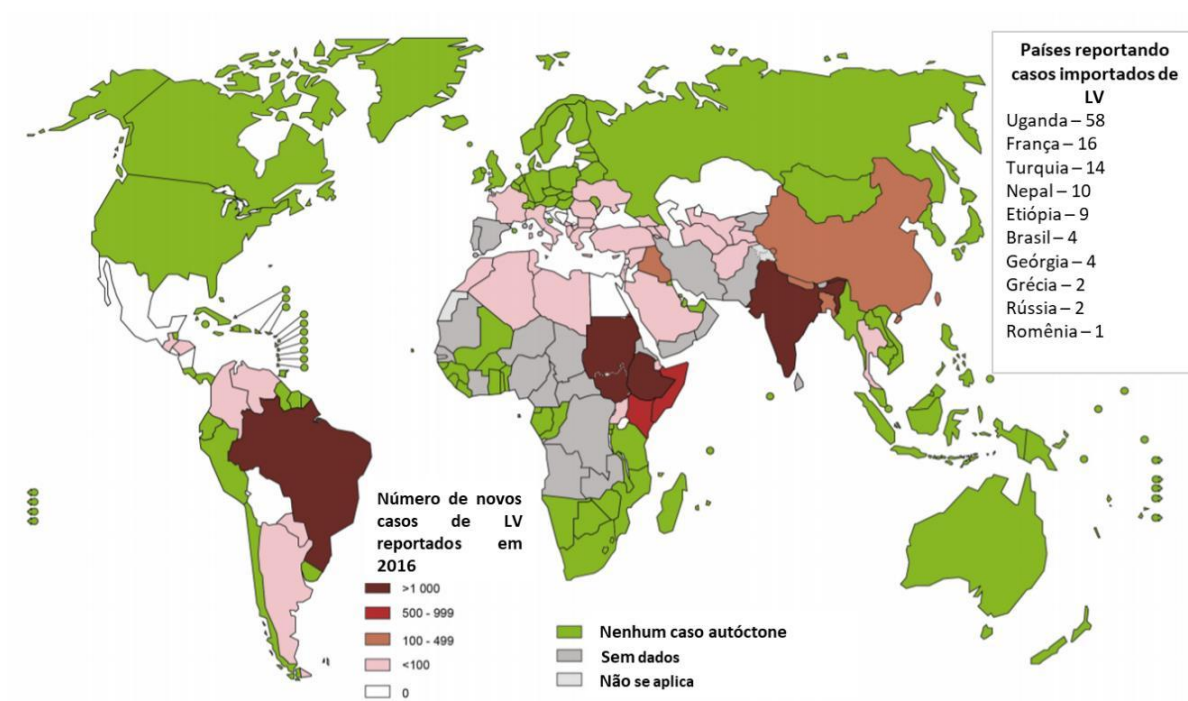 Países reportando
casos importados de
LV
Uganda – 58
França – 16
Turquia – 14
Nepal – 10
Etiópia – 9
Brasil – 4
Geórgia – 4
Grécia – 2
Rússia – 2
Romênia – 1
Número de novos
casos de LV
reportados em
2016
>1 000
500 - 999
100 - 499
<100
0
Nenhum caso autóctone
Sem dados
Não se aplica